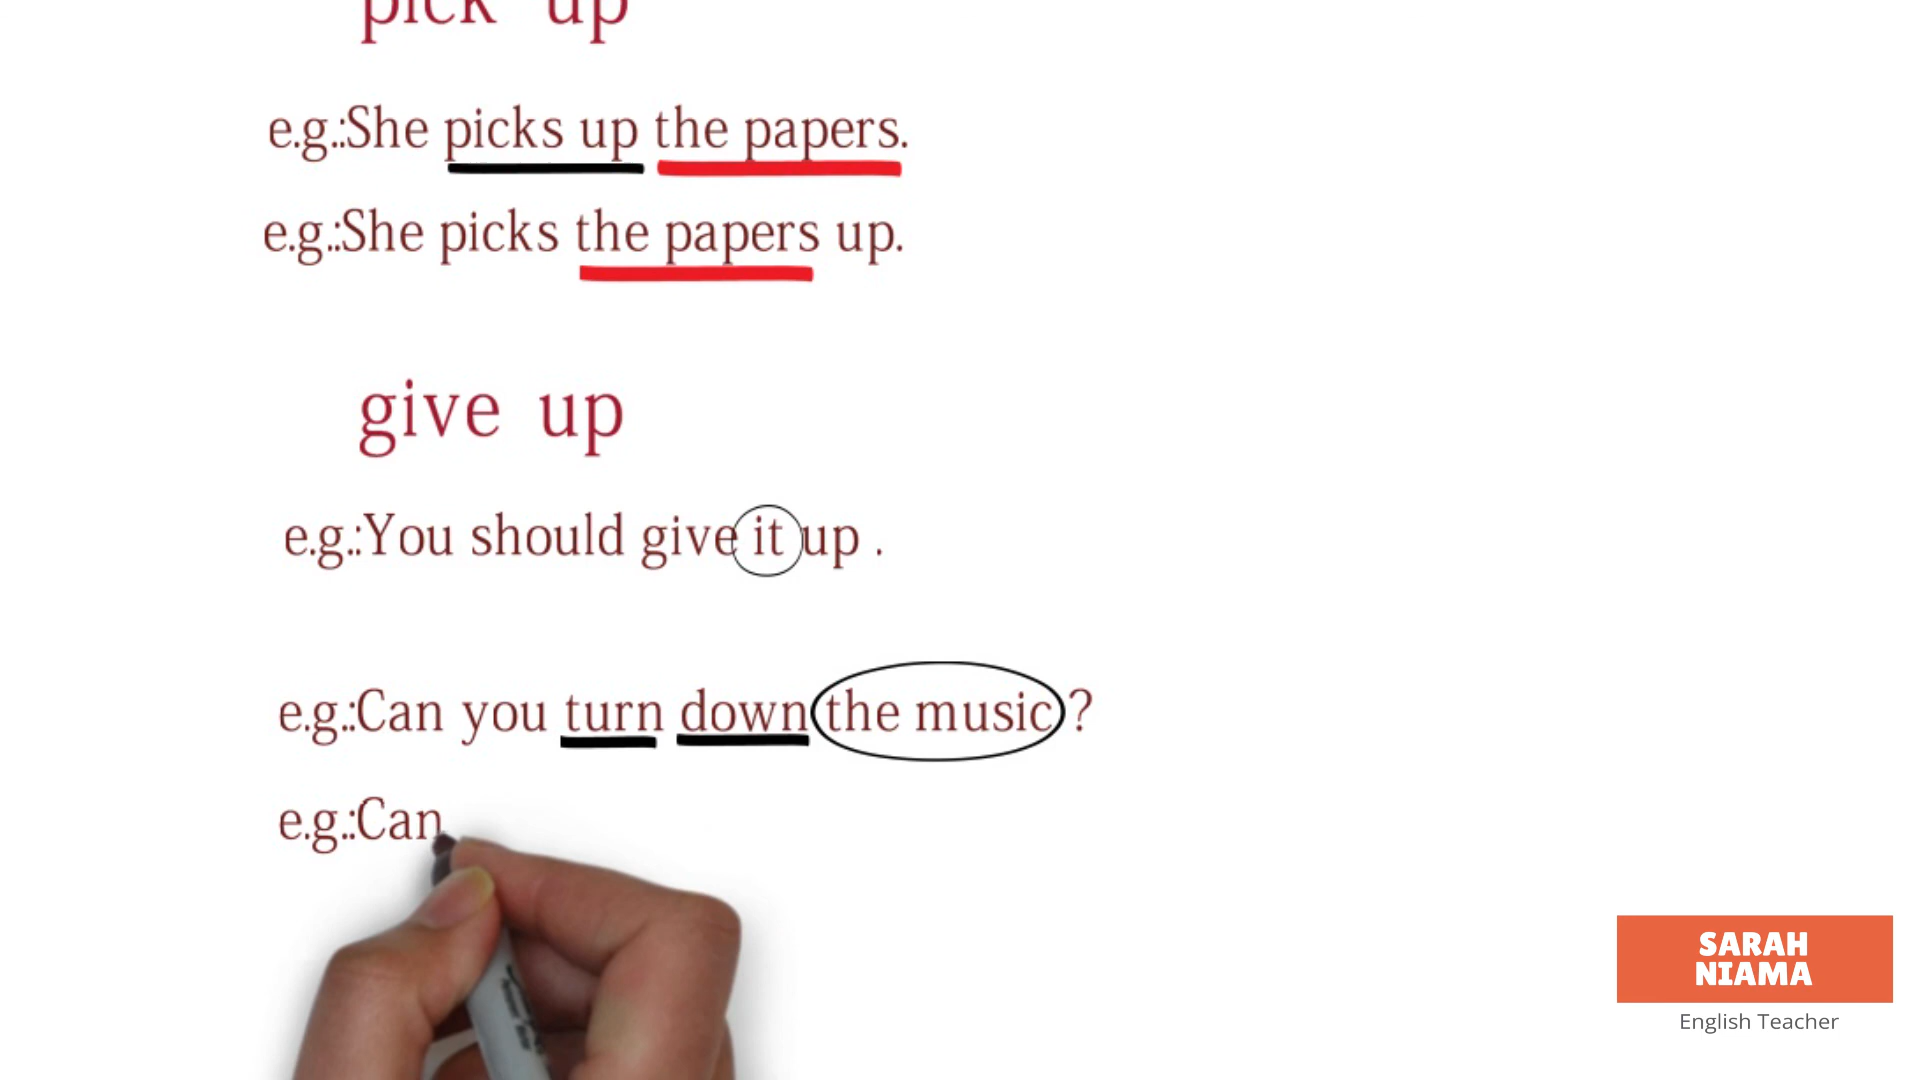 pick up
e.g.:She picks up the papers.
e.g.:She picks the papers up.
give up
e.g.:You should give it up .
e.g.:Can you turn down the music ?
e.g.:Can
SARAH
NIAMA
English Teacher